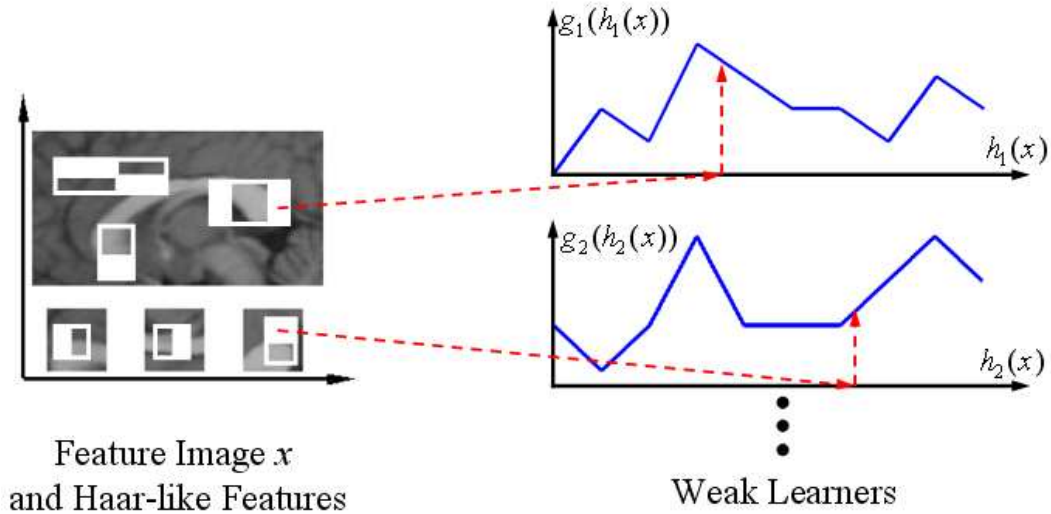 g₁(h₁(x))
h₁(x)
g₂(h₂(x))
h₂(x)
Feature Image x
and Haar-like Features
Weak Learners